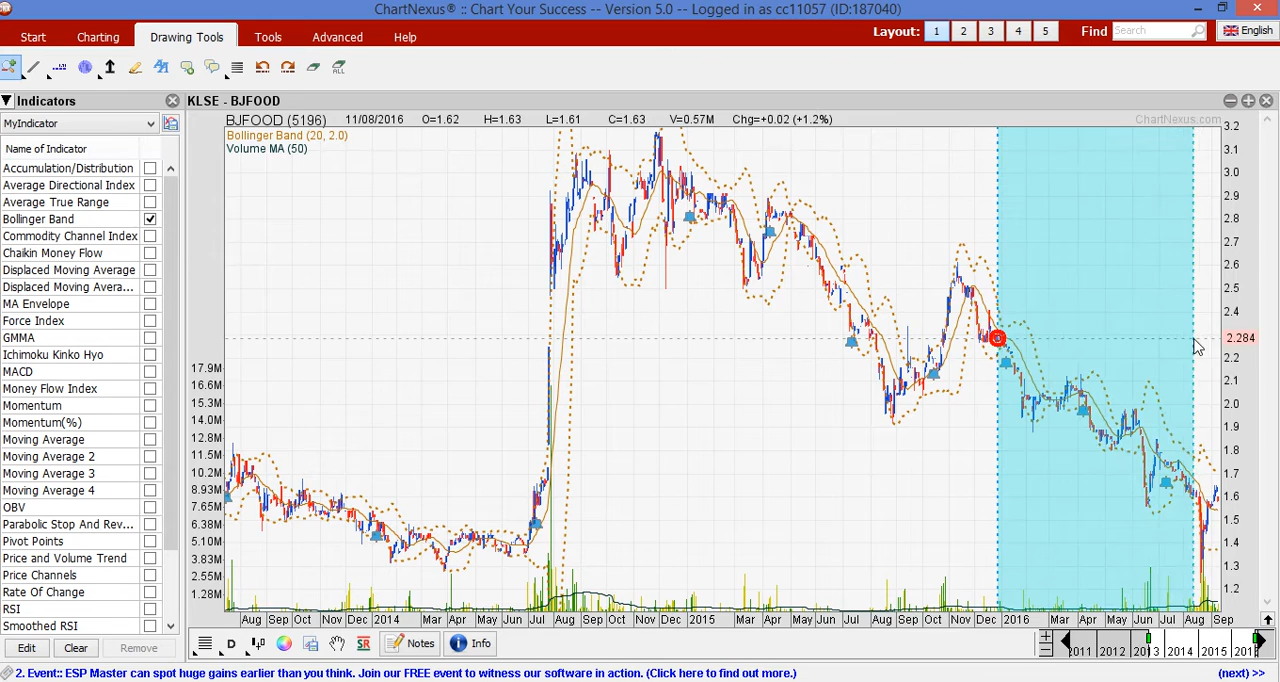 ChartNexus® :: Chart Your Success -- Version 5.0 -- Logged in as cc11057 (ID:187040)
Start Charting Drawing Tools Tools Advanced Help Layout: 1 2 3 4 5 Find Search English
ALL
Indicators
KLSE - BJFOOD
MyIndicator
BJFOOD (5196) 11/08/2016 O=1.62 H=1.63 L=1.61 C=1.63 V=0.57M Chg=+0.02 (+1.2%) ChartNexus.com
Bollinger Band (20, 2.0)
Volume MA (50)
Name of Indicator
Accumulation/Distribution
Average Directional Index
Average True Range
Bollinger Band
Commodity Channel Index
Chaikin Money Flow
Displaced Moving Average
Displaced Moving Avera...
MA Envelope
Force Index
GMMA
Ichimoku Kinko Hyo
MACD
Money Flow Index
Momentum
Momentum(%)
Moving Average
Moving Average 2
Moving Average 3
Moving Average 4
OBV
Parabolic Stop And Rev...
Pivot Points
Price and Volume Trend
Price Channels
Rate Of Change
RSI
Smoothed RSI
Edit Clear Remove
17.9M
16.6M
15.3M
14.0M
12.8M
11.5M
10.2M
8.93M
7.65M
6.38M
5.10M
3.83M
2.55M
1.28M
3.2
3.1
3.0
2.9
2.8
2.7
2.6
2.5
2.4
2.284
2.2
2.1
2.0
1.9
1.8
1.7
1.6
1.5
1.4
1.3
1.2
Aug Sep Oct Nov Dec 2014 Mar Apr May Jun Jul Aug Sep Oct Nov Dec 2015 Mar Apr May Jun Jul Aug Sep Oct Nov Dec 2016 Mar Apr May Jun Jul Aug Sep
D SR Notes Info
2011 2012 2013 2014 2015
2. Event:: ESP Master can spot huge gains earlier than you think. Join our FREE event to witness our software in action. (Click here to find out more.) (next) >>